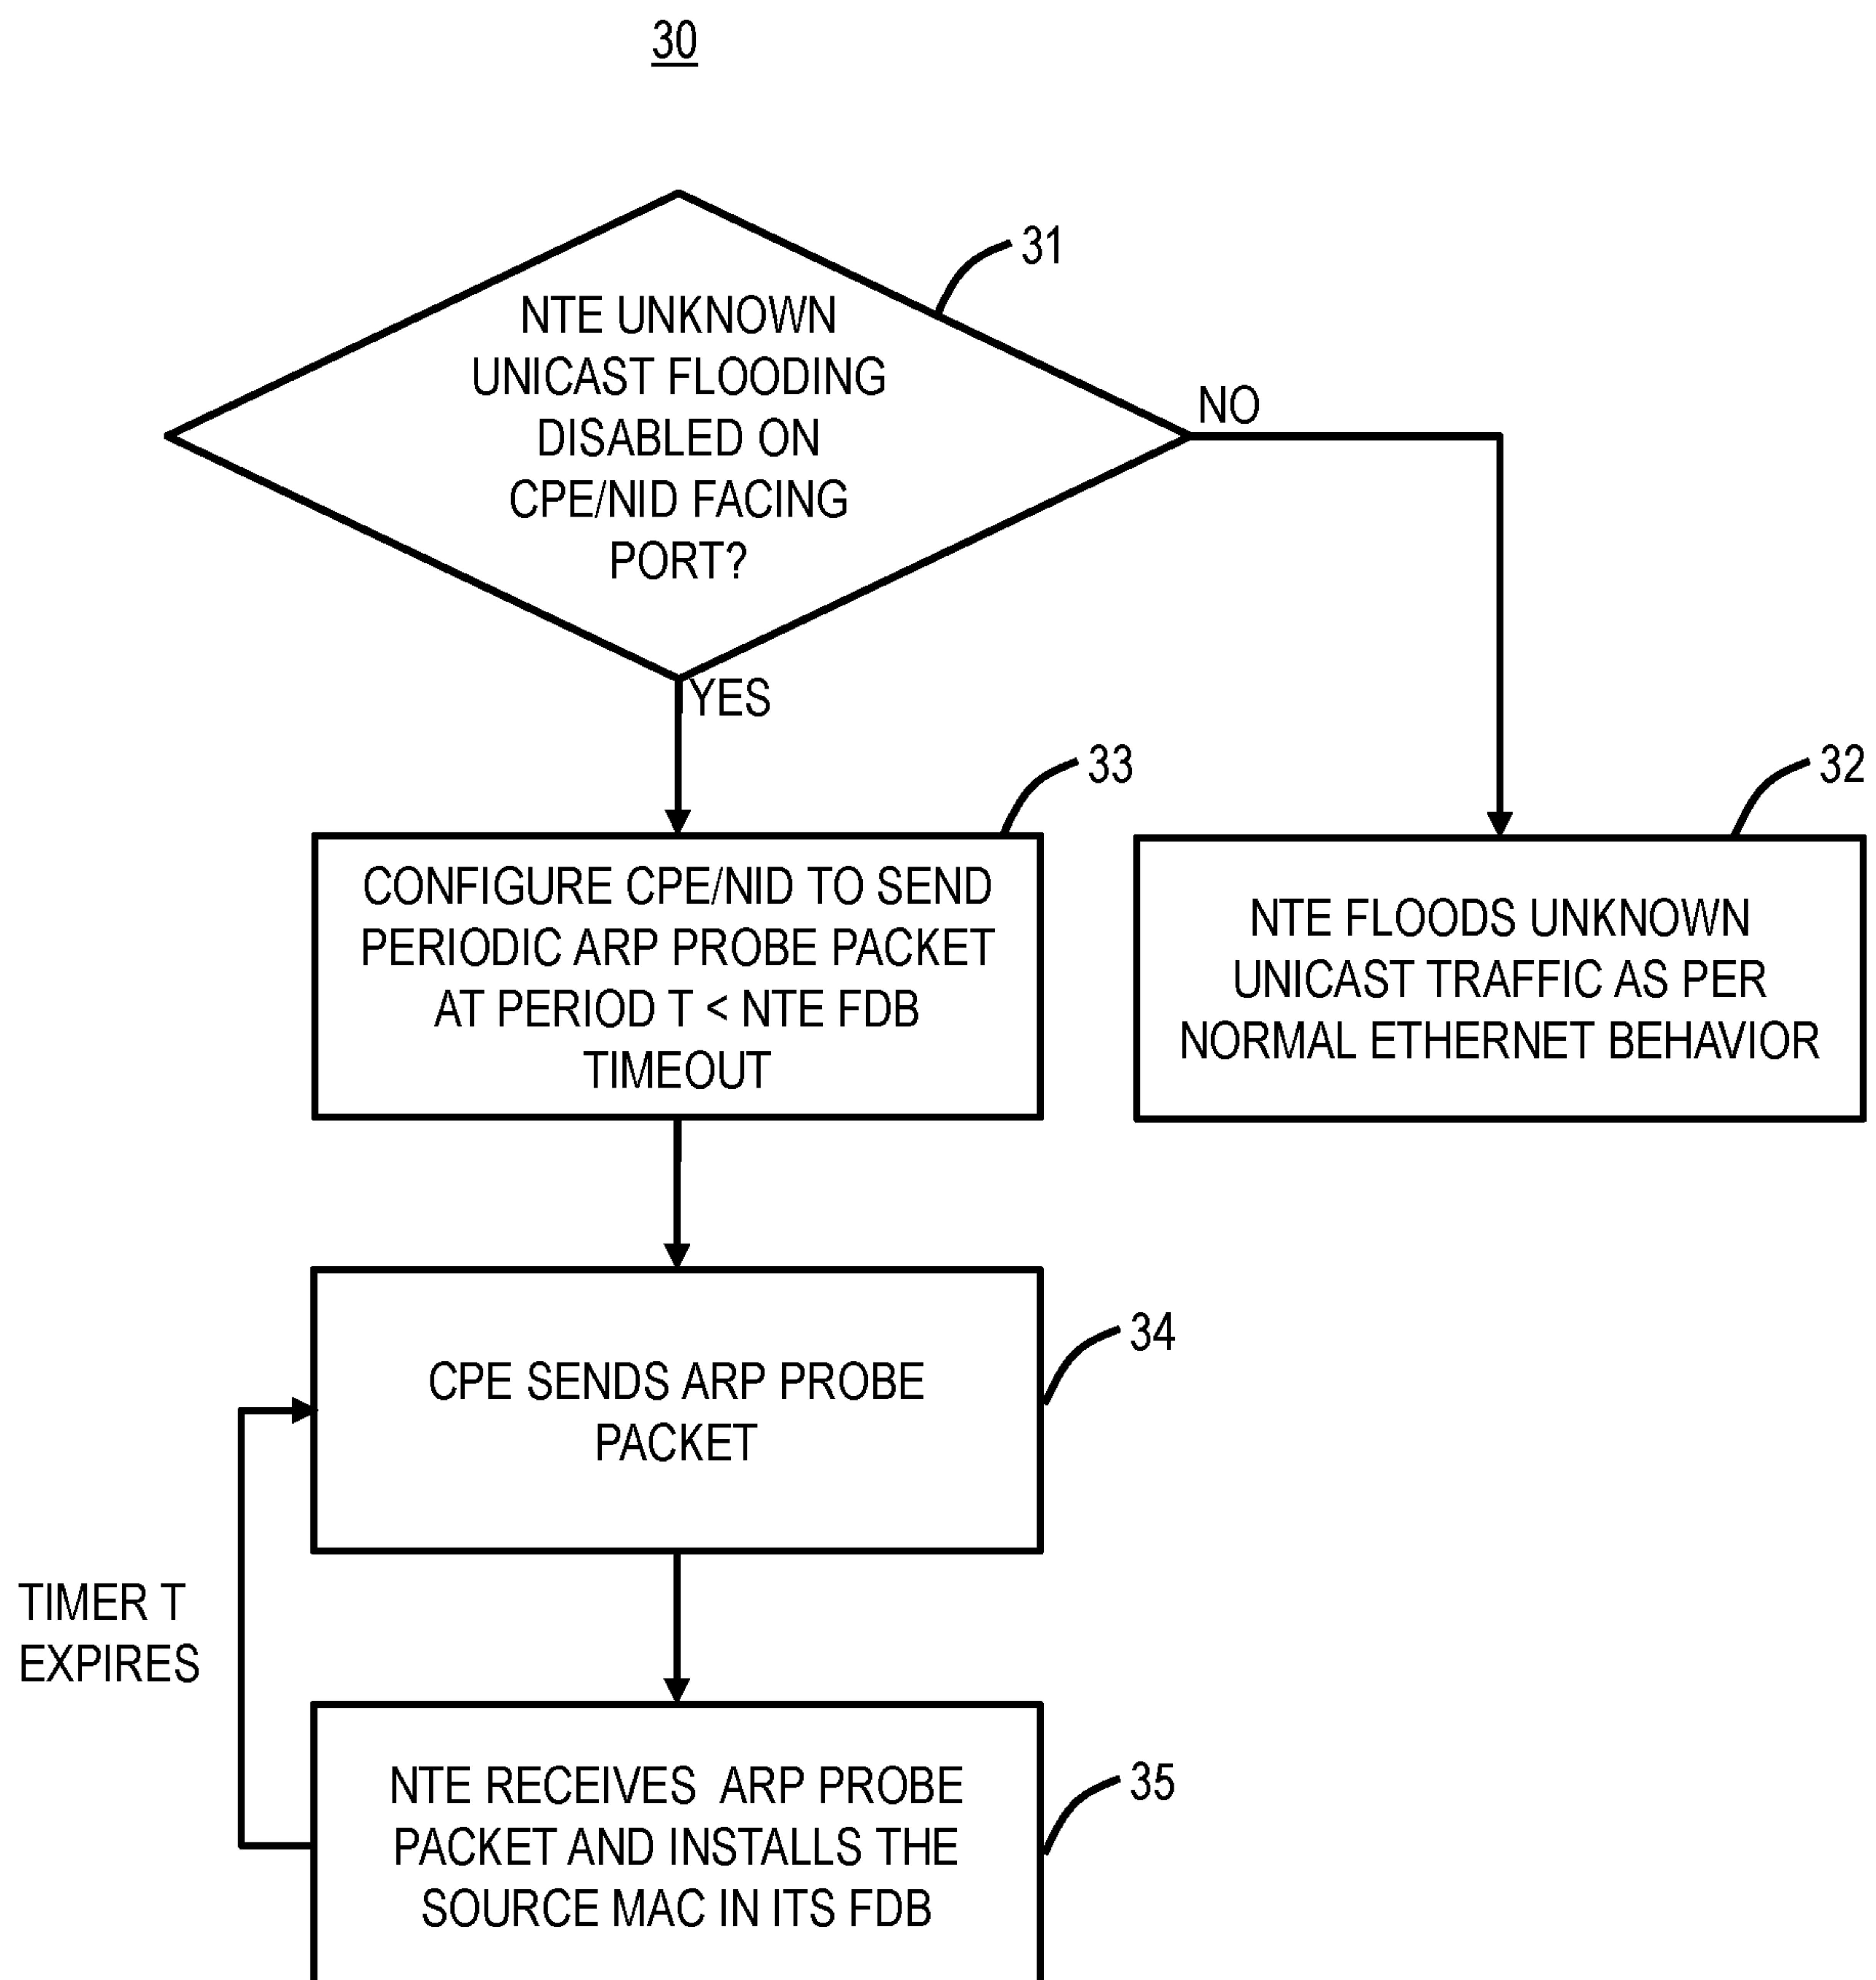 30
31
NTE UNKNOWN
UNICAST FLOODING
DISABLED ON
CPE/NID FACING
PORT?
NO
YES
33
32
CONFIGURE CPE/NID TO SEND
PERIODIC ARP PROBE PACKET
AT PERIOD T < NTE FDB
TIMEOUT
NTE FLOODS UNKNOWN
UNICAST TRAFFIC AS PER
NORMAL ETHERNET BEHAVIOR
34
CPE SENDS ARP PROBE
PACKET
TIMER T
EXPIRES
35
NTE RECEIVES ARP PROBE
PACKET AND INSTALLS THE
SOURCE MAC IN ITS FDB